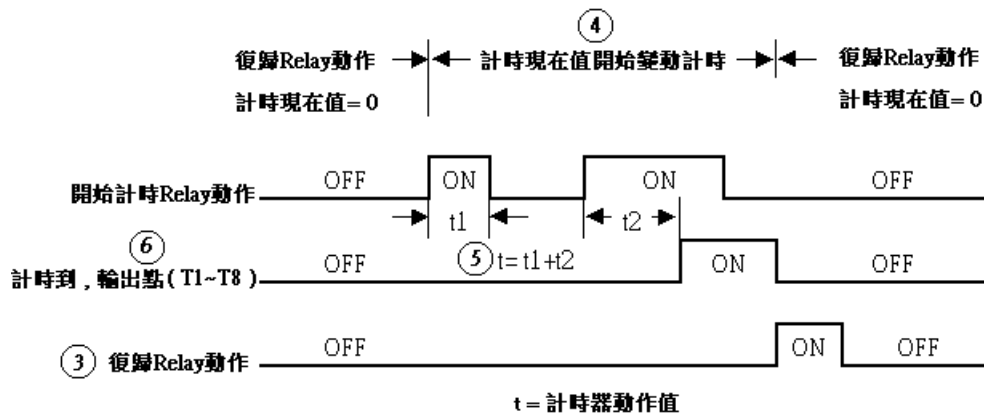 ④
復歸Relay動作 計時現在值開始變動計時 復歸Relay動作
計時現在值=0 計時現在值=0
開始計時Relay動作 OFF ON ON OFF
t1 t2
⑥ ⑤ t=t1+t2
計時到,輸出點(T1~T8) OFF ON OFF
③ 復歸Relay動作 OFF ON OFF
t=計時器動作值